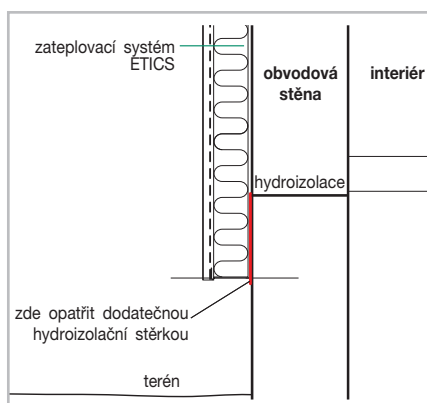 zateplovací systém
ETICS
obvodová
stěna
interiér
hydroizolace
zde opatřit dodatečnou
hydroizolační stěrkou
terén